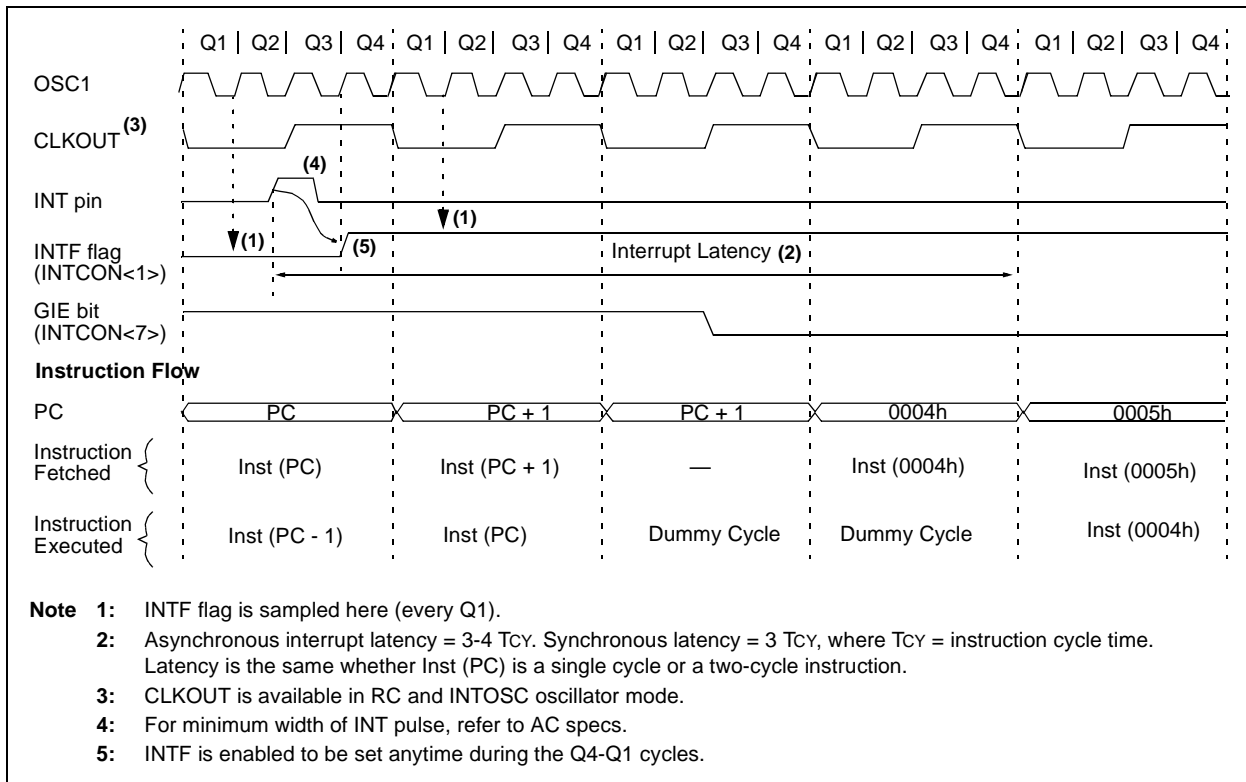 Q1 | Q2 | Q3 | Q4 Q1 | Q2 | Q3 | Q4 Q1 | Q2 | Q3 | Q4 Q1 | Q2 | Q3 | Q4 Q1 | Q2 | Q3 | Q4
OSC1
CLKOUT(3)
(4)
INT pin
(1)
(1)
(5)
INTF flag
(INTCON<1>)
Interrupt Latency (2)
GIE bit
(INTCON<7>)
Instruction Flow
PC PC PC + 1 PC + 1 0004h 0005h
Instruction
Fetched
Inst (PC) Inst (PC + 1) — Inst (0004h) Inst (0005h)
Instruction
Executed
Inst (PC - 1) Inst (PC) Dummy Cycle Dummy Cycle Inst (0004h)
Note 1: INTF flag is sampled here (every Q1).
2: Asynchronous interrupt latency = 3-4 TCY. Synchronous latency = 3 TCY, where TCY = instruction cycle time.
Latency is the same whether Inst (PC) is a single cycle or a two-cycle instruction.
3: CLKOUT is available in RC and INTOSC oscillator mode.
4: For minimum width of INT pulse, refer to AC specs.
5: INTF is enabled to be set anytime during the Q4-Q1 cycles.